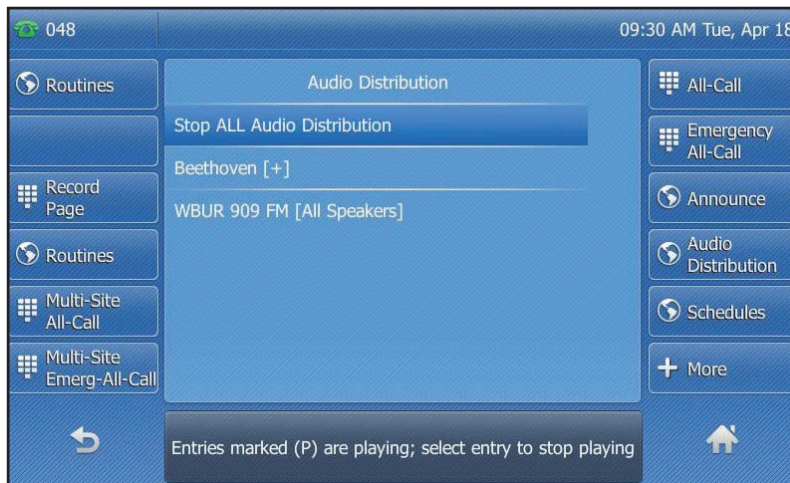 048
09:30 AM Tue, Apr 18
Routines
Record
Page
Routines
Multi-Site
All-Call
Multi-Site
Emerg-All-Call
Audio Distribution
Stop ALL Audio Distribution
Beethoven [+]
WBUR 909 FM [All Speakers]
Entries marked (P) are playing; select entry to stop playing
All-Call
Emergency
All-Call
Announce
Audio
Distribution
Schedules
More